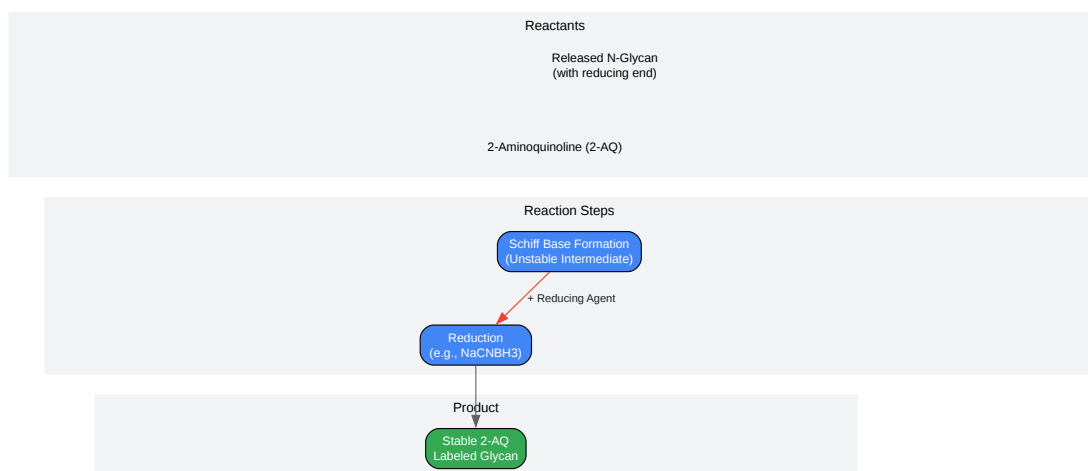 Reactants
Released N-Glycan
(with reducing end)
2-Aminoquinoline (2-AQ)
Reaction Steps
Schiff Base Formation
(Unstable Intermediate)
+ Reducing Agent
Reduction
(e.g., NaCNBH3)
Product
Stable 2-AQ
Labeled Glycan